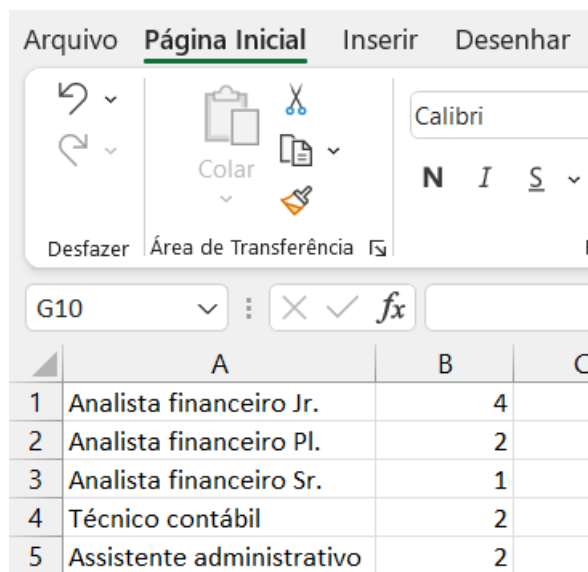 Arquivo Página Inicial Inserir Desenhar
Colar
Calibri
N I S
Desfazer Área de Transferência
G10 fx
A B C
1 Analista financeiro Jr. 4
2 Analista financeiro Pl. 2
3 Analista financeiro Sr. 1
4 Técnico contábil 2
5 Assistente administrativo 2